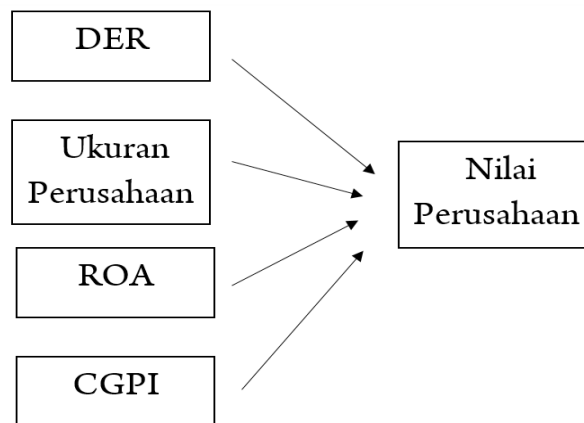 DER
Ukuran
Perusahaan
ROA
CGPI
Nilai
Perusahaan